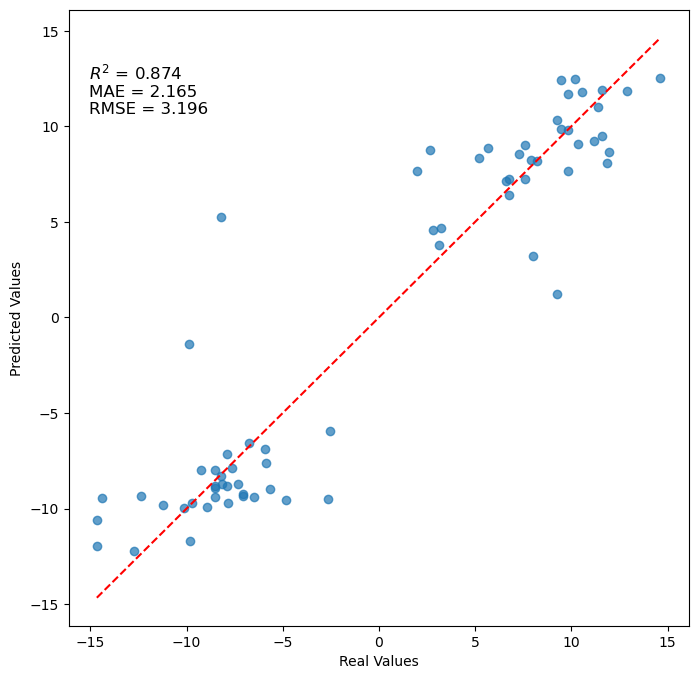 R² = 0.874
MAE = 2.165
RMSE = 3.196
15
10
5
0
−5
−10
−15
Predicted Values
−15 −10 −5 0 5 10 15
Real Values